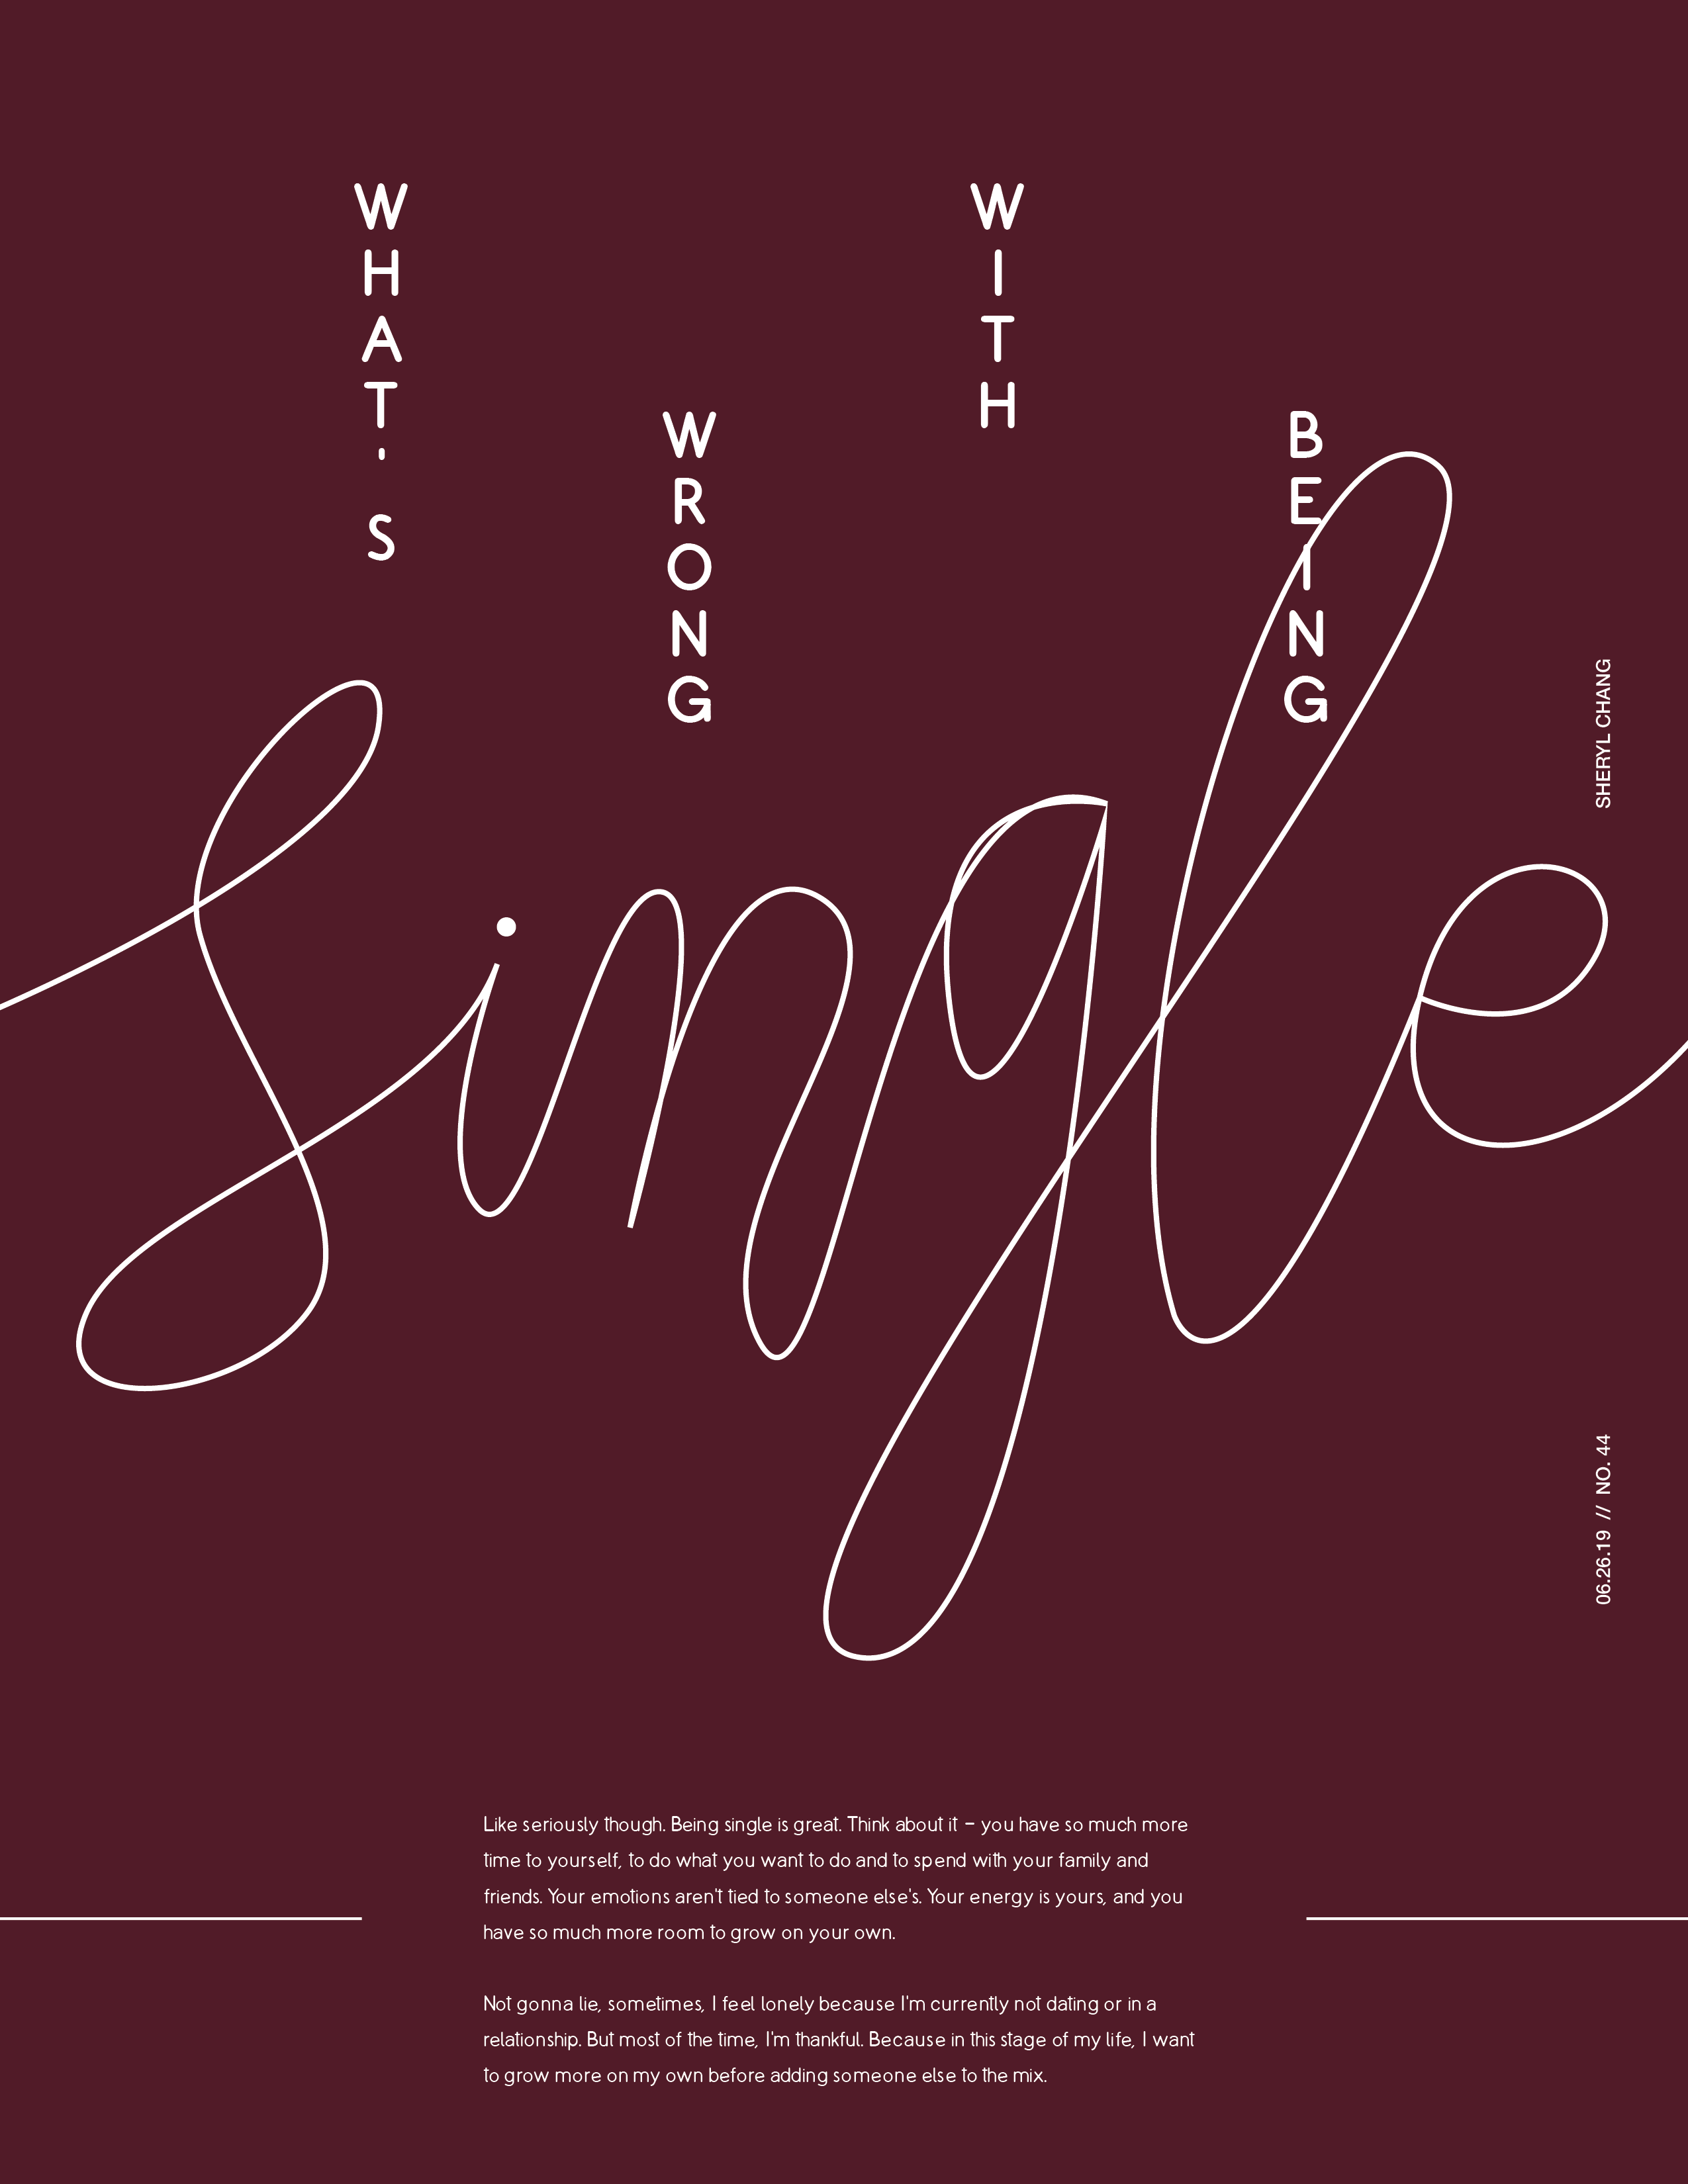 WHAT'S
WRONG
WITH
BEING
single
SHERYL CHANG
06.26.19 // NO. 44
Like seriously though. Being single is great. Think about it - you have so much more
time to yourself, to do what you want to do and to spend with your family and
friends. Your emotions aren't tied to someone else's. Your energy is yours, and you
have so much more room to grow on your own.
Not gonna lie, sometimes, I feel lonely because I'm currently not dating or in a
relationship. But most of the time, I'm thankful. Because in this stage of my life, I want
to grow more on my own before adding someone else to the mix.